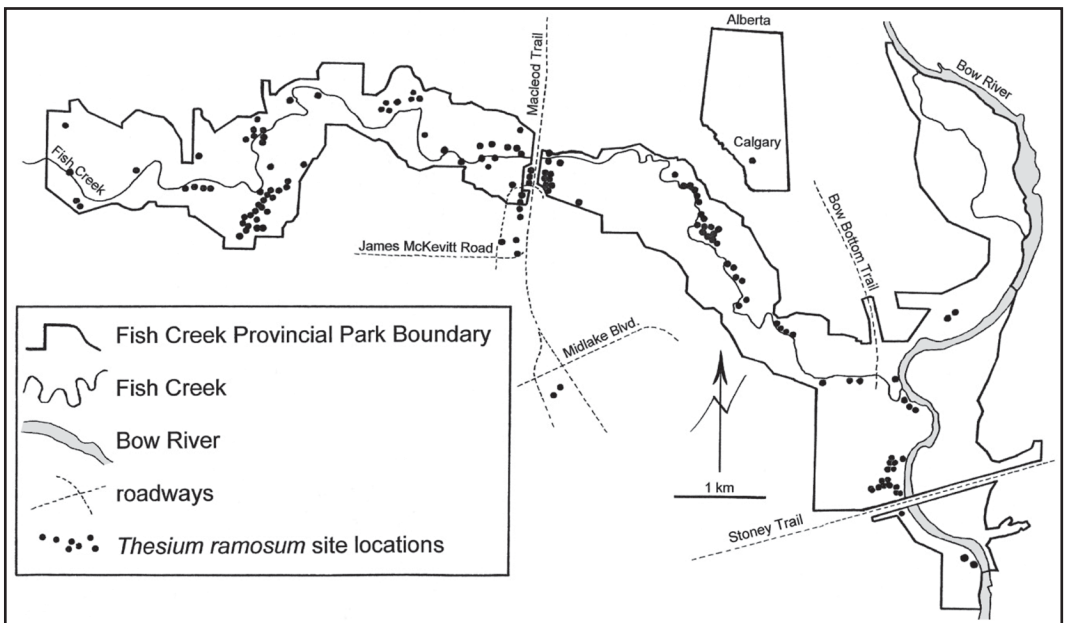 Alberta
Calgary
Bow River
Macleod Trail
Fish Creek
Bow Bottom Trail
James McKevitt Road
Midlake Blvd.
1 km
Stoney Trail
Fish Creek Provincial Park Boundary
Fish Creek
Bow River
roadways
Thesium ramosum site locations